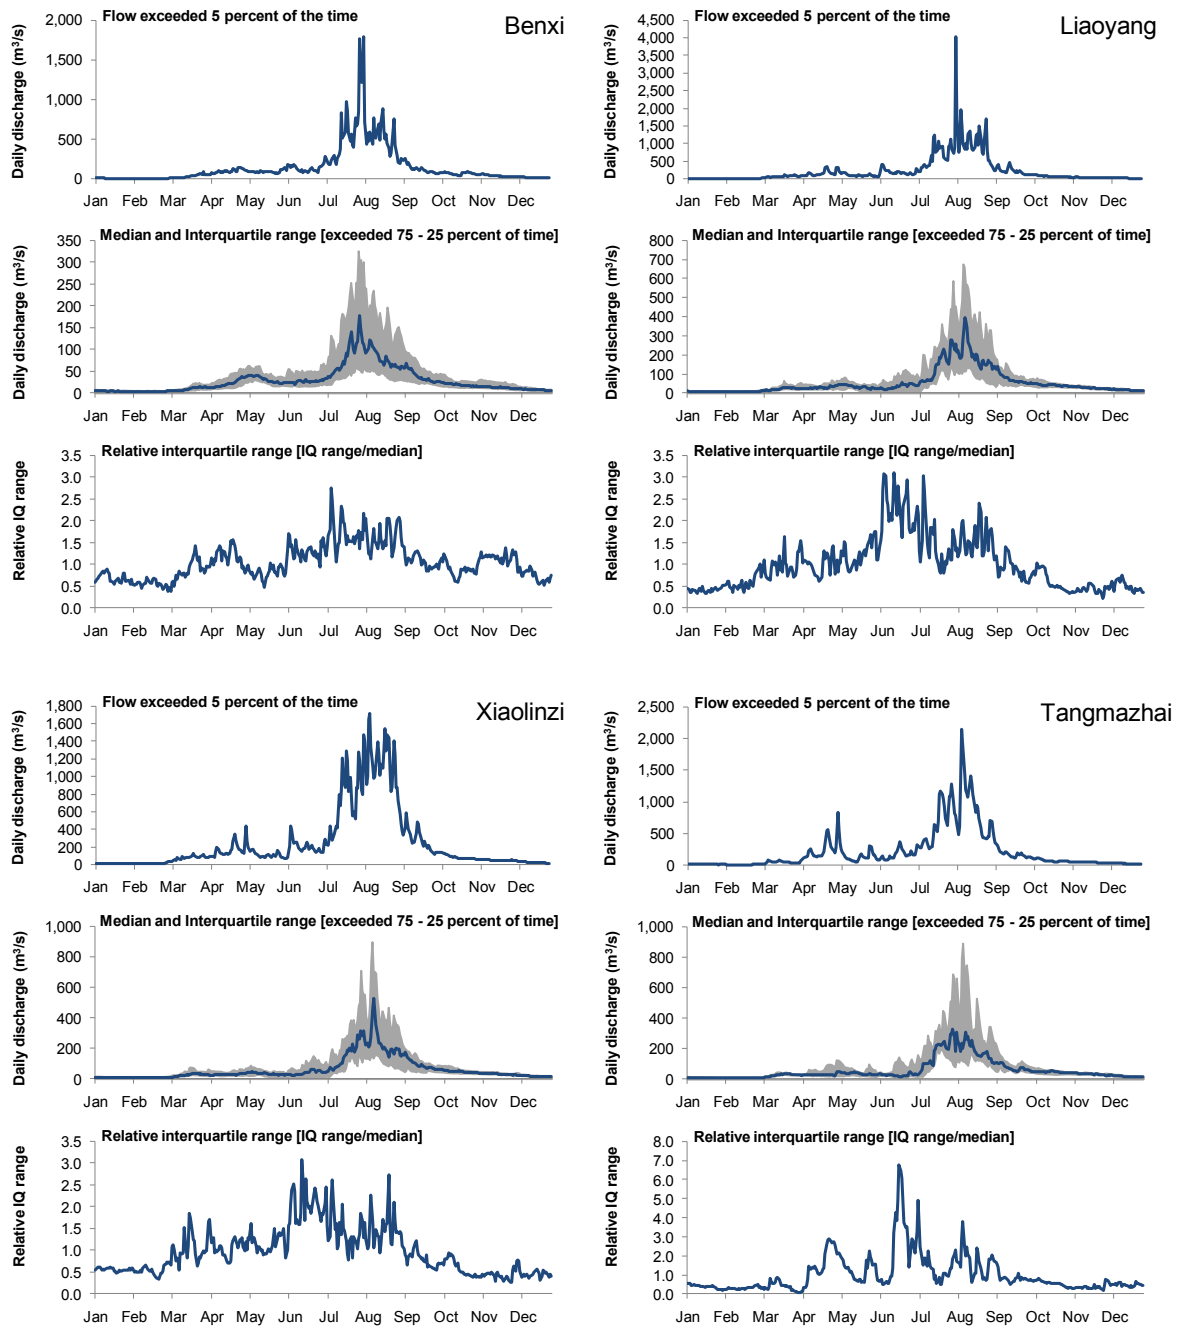 Flow exceeded 5 percent of the time
Benxi
Daily discharge (m³/s)
2,000
1,500
1,000
500
0
Jan Feb Mar Apr May Jun Jul Aug Sep Oct Nov Dec
Median and Interquartile range [exceeded 75 - 25 percent of time]
Daily discharge (m³/s)
350
300
250
200
150
100
50
0
Jan Feb Mar Apr May Jun Jul Aug Sep Oct Nov Dec
Relative interquartile range [IQ range/median]
Relative IQ range
3.5
3.0
2.5
2.0
1.5
1.0
0.5
0.0
Jan Feb Mar Apr May Jun Jul Aug Sep Oct Nov Dec
Flow exceeded 5 percent of the time
Liaoyang
Daily discharge (m³/s)
4,500
4,000
3,500
3,000
2,500
2,000
1,500
1,000
500
0
Jan Feb Mar Apr May Jun Jul Aug Sep Oct Nov Dec
Median and Interquartile range [exceeded 75 - 25 percent of time]
Daily discharge (m³/s)
800
700
600
500
400
300
200
100
0
Jan Feb Mar Apr May Jun Jul Aug Sep Oct Nov Dec
Relative interquartile range [IQ range/median]
Relative IQ range
3.5
3.0
2.5
2.0
1.5
1.0
0.5
0.0
Jan Feb Mar Apr May Jun Jul Aug Sep Oct Nov Dec
Flow exceeded 5 percent of the time
Xiaolinzi
Daily discharge (m³/s)
1,800
1,600
1,400
1,200
1,000
800
600
400
200
0
Jan Feb Mar Apr May Jun Jul Aug Sep Oct Nov Dec
Median and Interquartile range [exceeded 75 - 25 percent of time]
Daily discharge (m³/s)
1,000
800
600
400
200
0
Jan Feb Mar Apr May Jun Jul Aug Sep Oct Nov Dec
Relative interquartile range [IQ range/median]
Relative IQ range
3.5
3.0
2.5
2.0
1.5
1.0
0.5
0.0
Jan Feb Mar Apr May Jun Jul Aug Sep Oct Nov Dec
Flow exceeded 5 percent of the time
Tangmazhai
Daily discharge (m³/s)
2,500
2,000
1,500
1,000
500
0
Jan Feb Mar Apr May Jun Jul Aug Sep Oct Nov Dec
Median and Interquartile range [exceeded 75 - 25 percent of time]
Daily discharge (m³/s)
1,000
800
600
400
200
0
Jan Feb Mar Apr May Jun Jul Aug Sep Oct Nov Dec
Relative interquartile range [IQ range/median]
Relative IQ range
8.0
7.0
6.0
5.0
4.0
3.0
2.0
1.0
0.0
Jan Feb Mar Apr May Jun Jul Aug Sep Oct Nov Dec